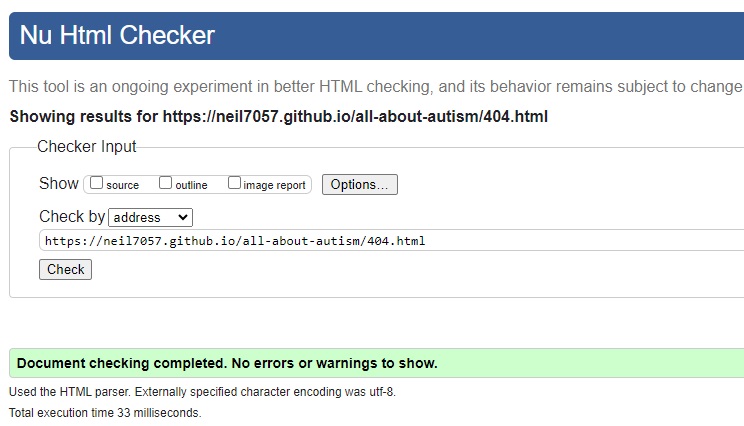 Nu Html Checker
This tool is an ongoing experiment in better HTML checking, and its behavior remains subject to change
Showing results for https://neil7057.github.io/all-about-autism/404.html
Checker Input
Show source outline image report Options...
Check by address
https://neil7057.github.io/all-about-autism/404.html
Check
Document checking completed. No errors or warnings to show.
Used the HTML parser. Externally specified character encoding was utf-8.
Total execution time 33 milliseconds.